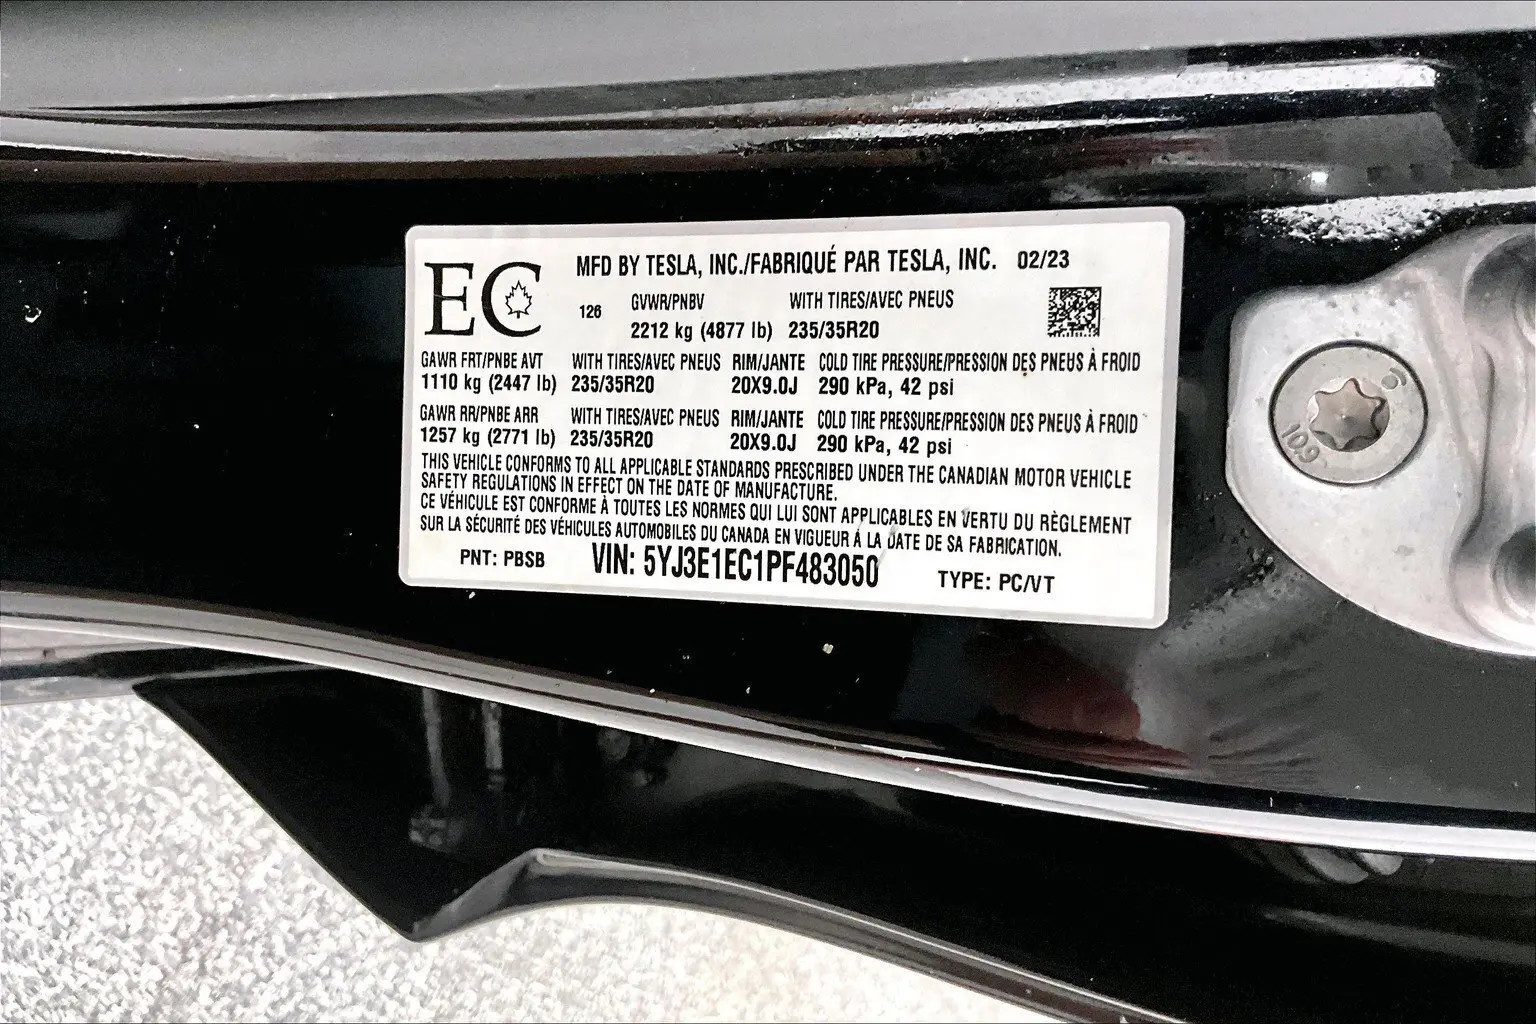 EC
MFD BY TESLA, INC./FABRIQUÉ PAR TESLA, INC. 02/23
126 GVWR/PNBV WITH TIRES/AVEC PNEUS
2212 kg (4877 lb) 235/35R20
GAWR FRT/PNBE AVT WITH TIRES/AVEC PNEUS RIM/JANTE COLD TIRE PRESSURE/PRESSION DES PNEUS À FROID
1110 kg (2447 lb) 235/35R20 20X9.0J 290 kPa, 42 psi
GAWR RR/PNBE ARR WITH TIRES/AVEC PNEUS RIM/JANTE COLD TIRE PRESSURE/PRESSION DES PNEUS À FROID
1257 kg (2771 lb) 235/35R20 20X9.0J 290 kPa, 42 psi
THIS VEHICLE CONFORMS TO ALL APPLICABLE STANDARDS PRESCRIBED UNDER THE CANADIAN MOTOR VEHICLE
SAFETY REGULATIONS IN EFFECT ON THE DATE OF MANUFACTURE.
CE VÉHICULE EST CONFORME À TOUTES LES NORMES QUI LUI SONT APPLICABLES EN VERTU DU RÈGLEMENT
SUR LA SÉCURITÉ DES VÉHICULES AUTOMOBILES DU CANADA EN VIGUEUR À LA DATE DE SA FABRICATION.
PNT: PBSB VIN: 5YJ3E1EC1PF483050 TYPE: PC/VT
10.9